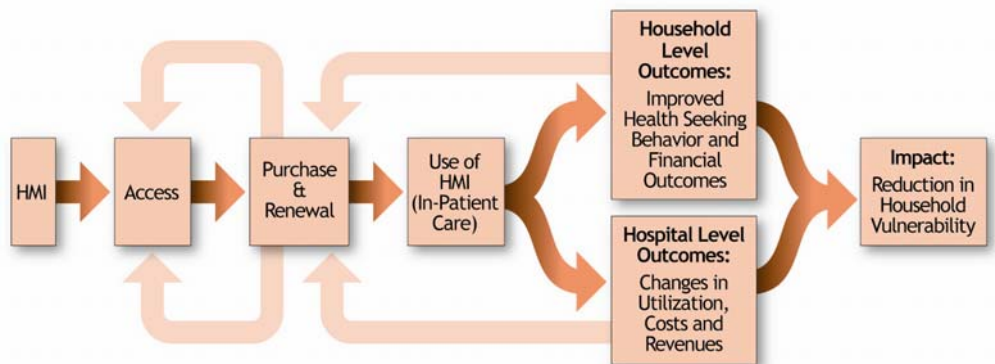 HMI
Access
Purchase
&
Renewal
Use of
HMI
(In-Patient
Care)
Household
Level
Outcomes:
Improved
Health Seeking
Behavior and
Financial
Outcomes
Hospital Level
Outcomes:
Changes in
Utilization,
Costs and
Revenues
Impact:
Reduction in
Household
Vulnerability